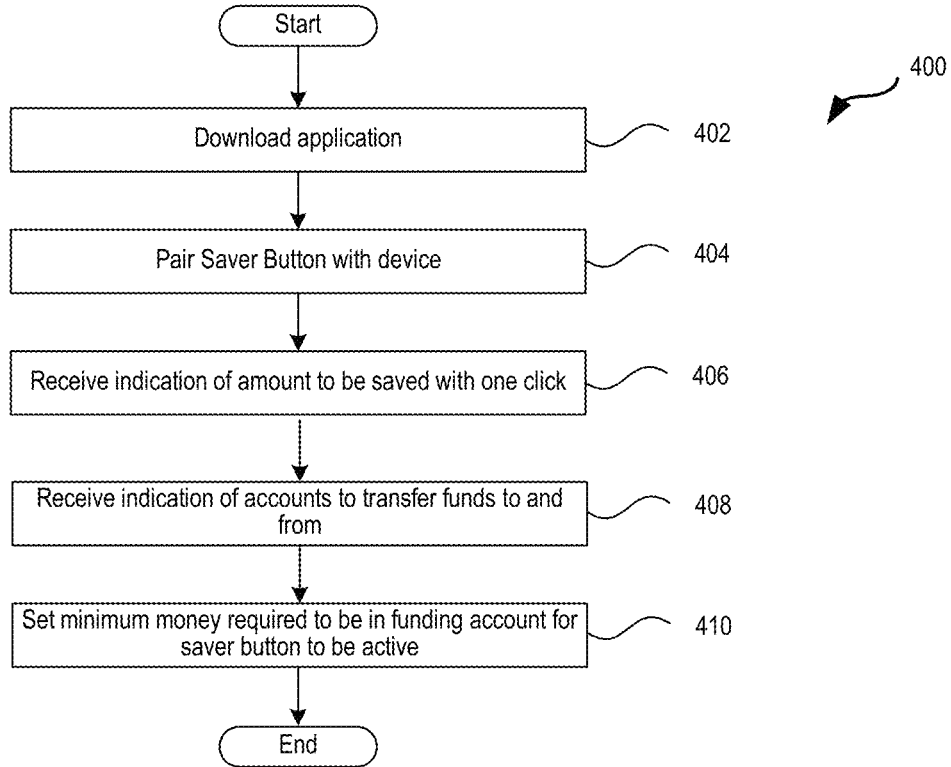 Start
400
Download application
402
Pair Saver Button with device
404
Receive indication of amount to be saved with one click
406
Receive indication of accounts to transfer funds to and
from
408
Set minimum money required to be in funding account for
saver button to be active
410
End